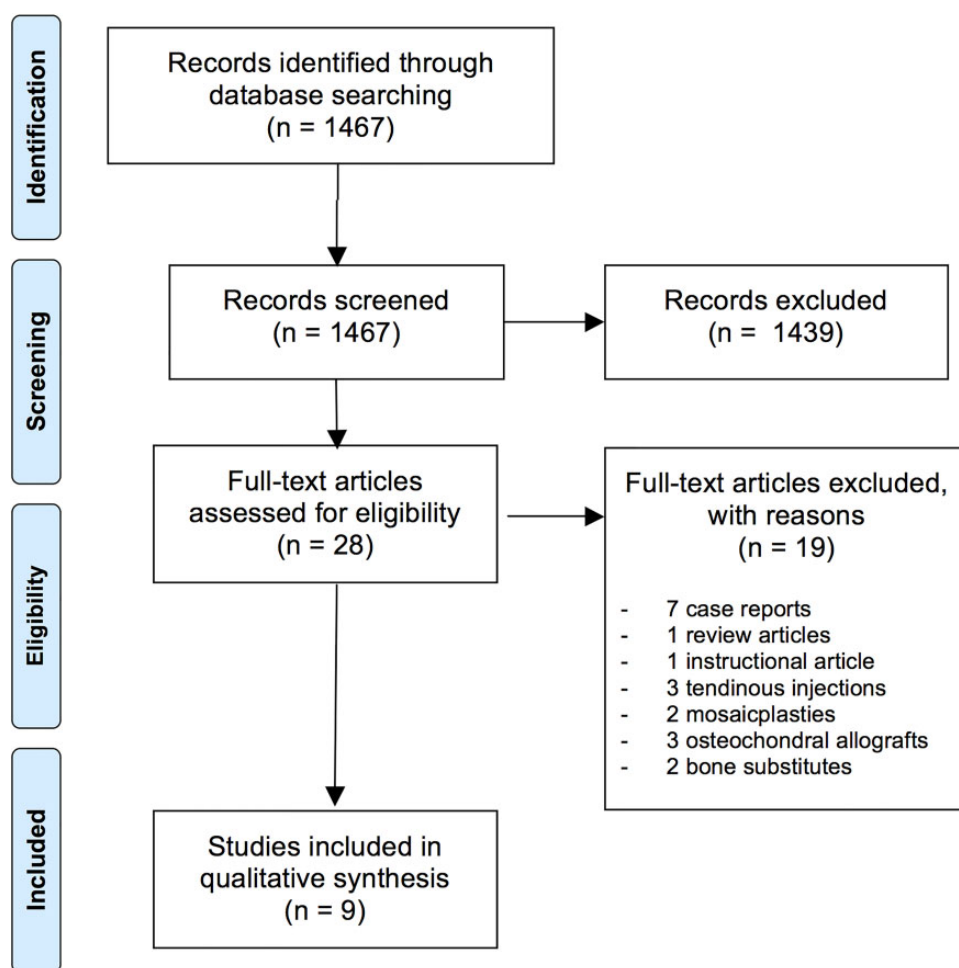 Identification
Records identified through
database searching
(n = 1467)
Screening
Records screened
(n = 1467)
Records excluded
(n =  1439)
Eligibility
Full-text articles
assessed for eligibility
(n = 28)
Full-text articles excluded,
with reasons
(n = 19)
- 7 case reports
- 1 review articles
- 1 instructional article
- 3 tendinous injections
- 2 mosaicplasties
- 3 osteochondral allografts
- 2 bone substitutes
Included
Studies included in
qualitative synthesis
(n = 9)